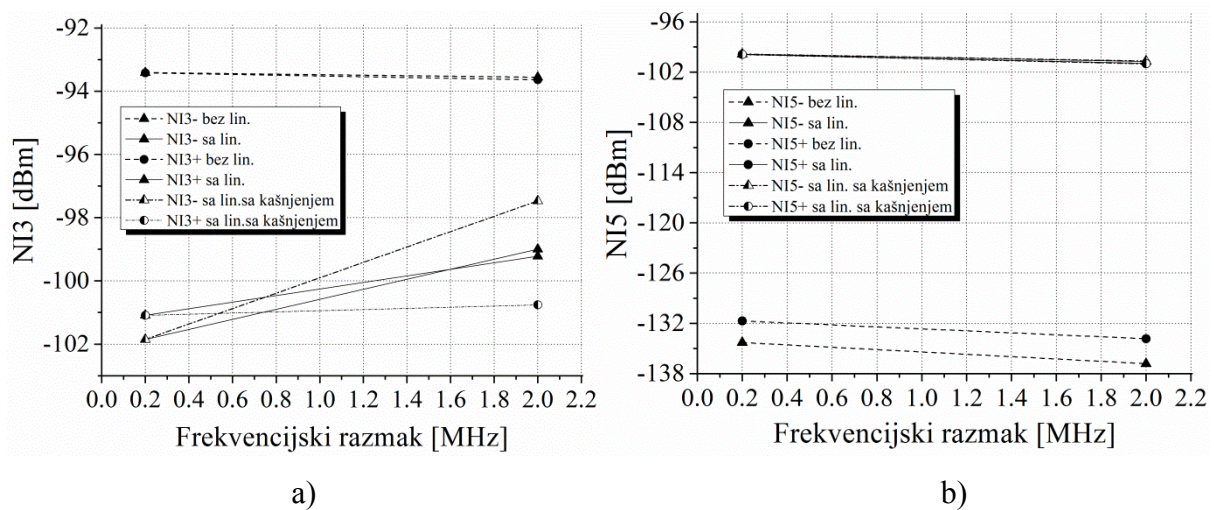 -92
-94
-96
-98
-100
-102
NI3 [dBm]
NI3- bez lin.
NI3- sa lin.
NI3+ bez lin.
NI3+ sa lin.
NI3- sa lin.sa kašnjenjem
NI3+ sa lin.sa kašnjenjem
0.0 0.2 0.4 0.6 0.8 1.0 1.2 1.4 1.6 1.8 2.0 2.2
Frekvencijski razmak [MHz]
a)
-96
-102
-108
-114
-120
-126
-132
-138
NI5 [dBm]
NI5- bez lin.
NI5- sa lin.
NI5+ bez lin.
NI5+ sa lin.
NI5- sa lin. sa kašnjenjem
NI5+ sa lin. sa kašnjenjem
0.0 0.2 0.4 0.6 0.8 1.0 1.2 1.4 1.6 1.8 2.0 2.2
Frekvencijski razmak [MHz]
b)